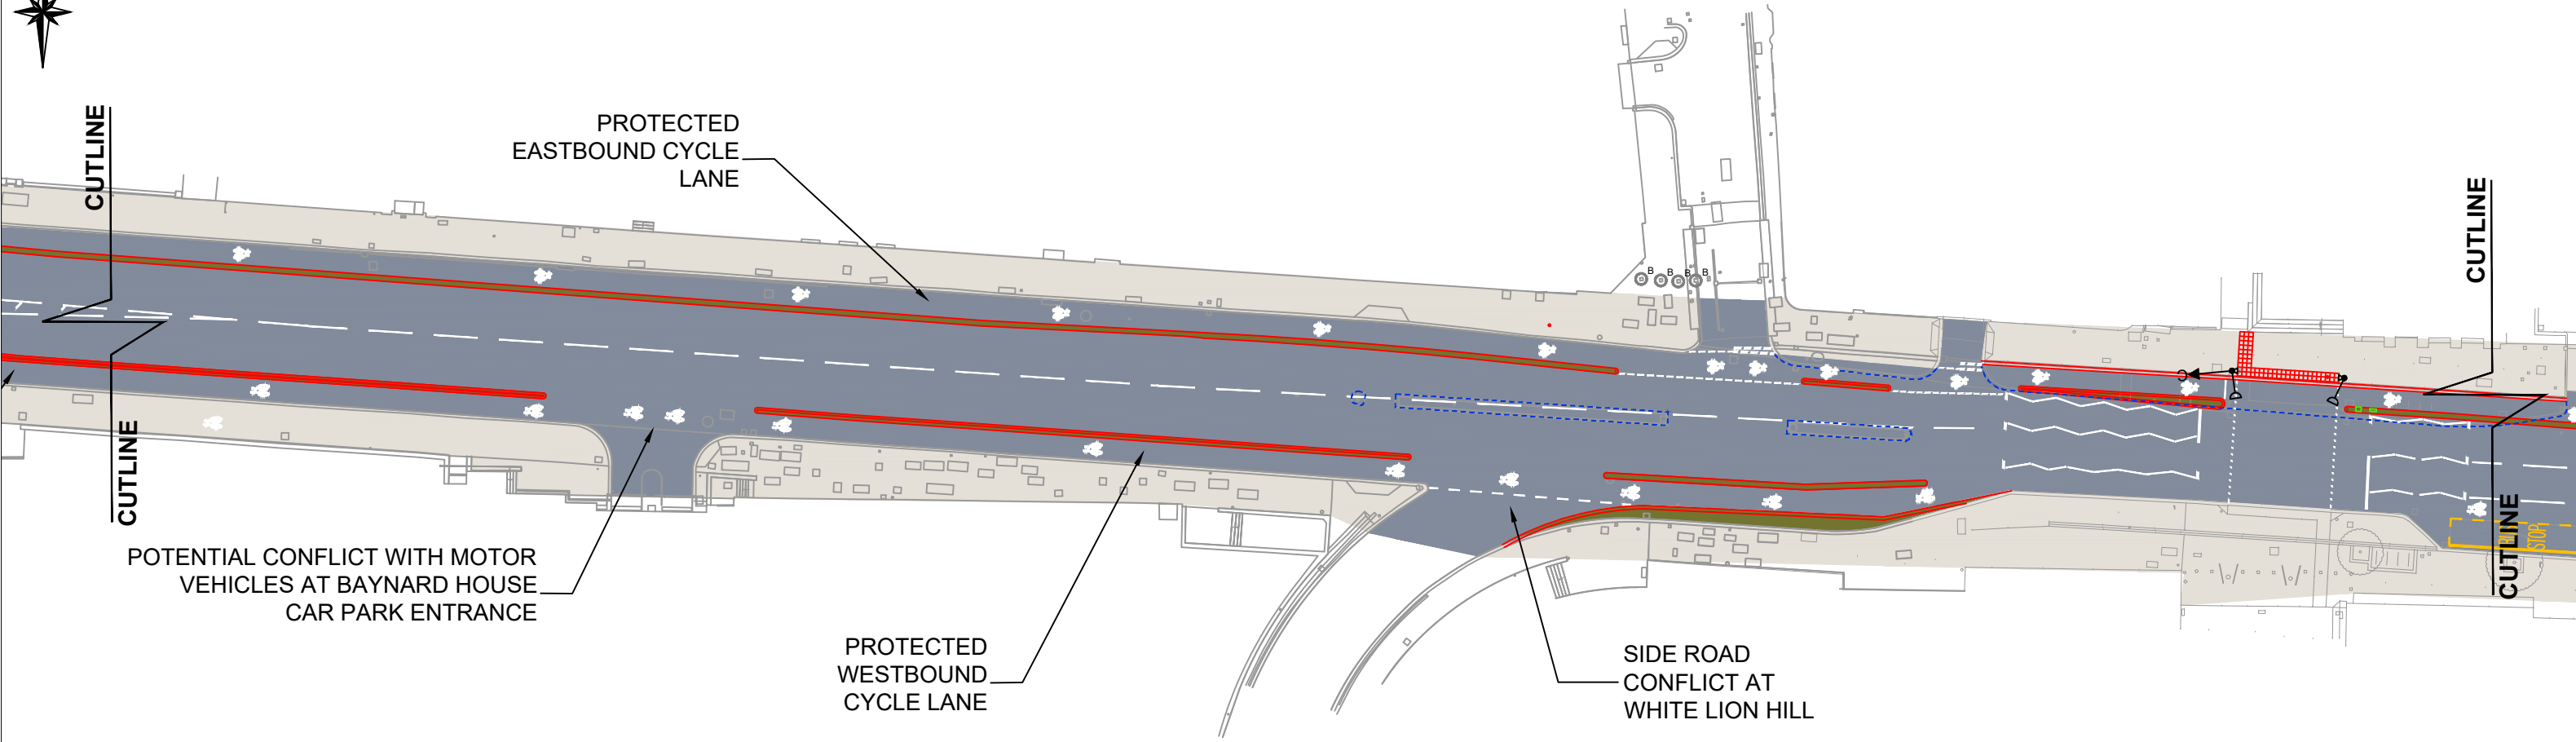 CUTLINE
PROTECTED
EASTBOUND CYCLE
LANE
CUTLINE
B B B B
CUTLINE
POTENTIAL CONFLICT WITH MOTOR
VEHICLES AT BAYNARD HOUSE
CAR PARK ENTRANCE
PROTECTED
WESTBOUND
CYCLE LANE
SIDE ROAD
CONFLICT AT
WHITE LION HILL
STOP
CUTLINE